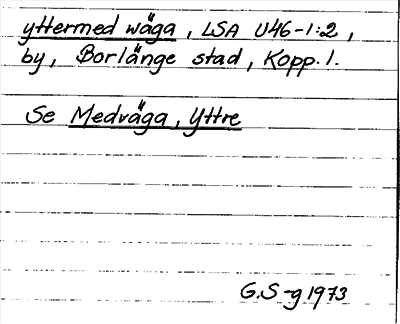 yttermed wäga, LSA U46-1:2,
by, Borlänge stad, Kopp. l.
Se Medväga, Yttre
G.S-g 1973